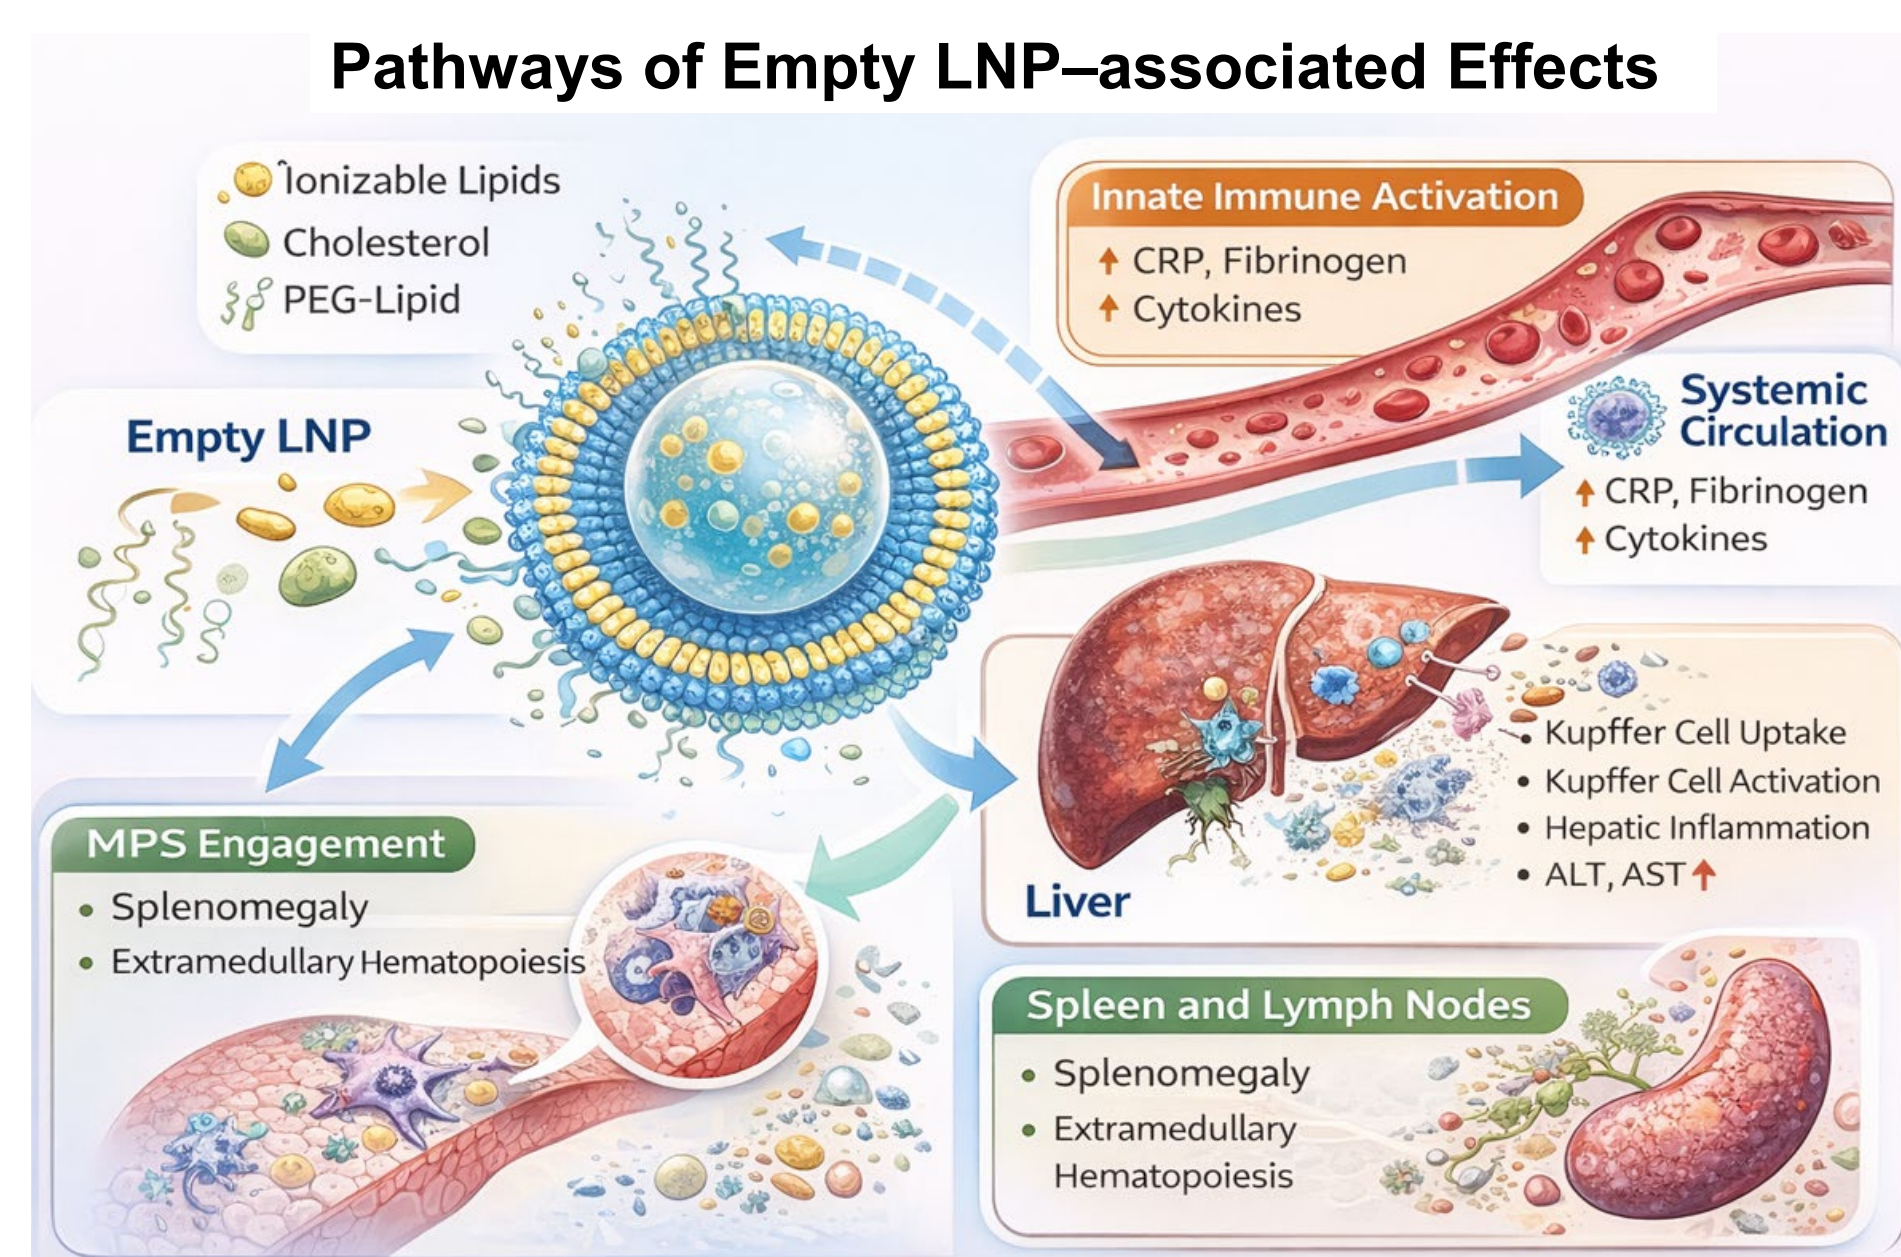 Pathways of Empty LNP–associated Effects
Ionizable Lipids
Cholesterol
PEG-Lipid
Empty LNP
Innate Immune Activation
↑ CRP, Fibrinogen
↑ Cytokines
Systemic
Circulation
↑ CRP, Fibrinogen
↑ Cytokines
• Kupffer Cell Uptake
• Kupffer Cell Activation
• Hepatic Inflammation
• ALT, AST ↑
Liver
MPS Engagement
• Splenomegaly
• Extramedullary Hematopoiesis
Spleen and Lymph Nodes
• Splenomegaly
• Extramedullary
Hematopoiesis